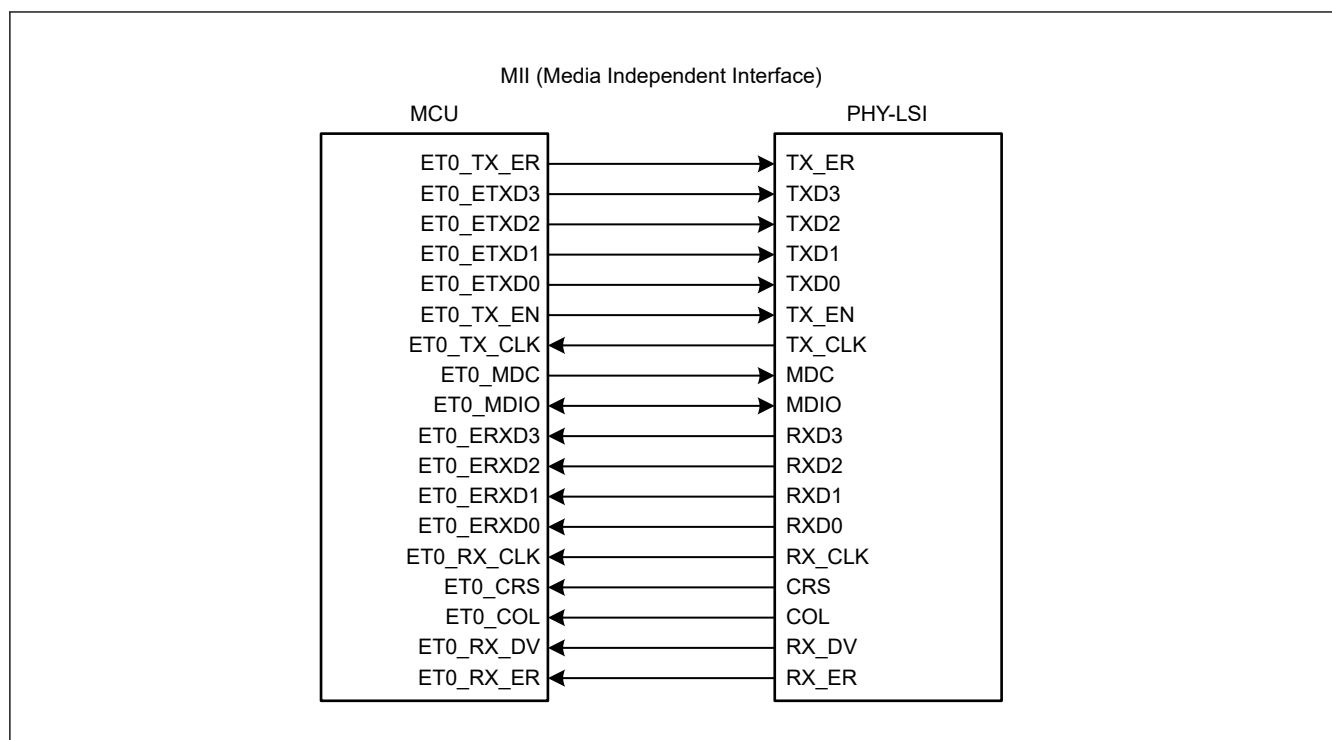 MII (Media Independent Interface)
MCU PHY-LSI
ET0_TX_ER TX_ER
ET0_ETXD3 TXD3
ET0_ETXD2 TXD2
ET0_ETXD1 TXD1
ET0_ETXD0 TXD0
ET0_TX_EN TX_EN
ET0_TX_CLK TX_CLK
ET0_MDC MDC
ET0_MDIO MDIO
ET0_ERXD3 RXD3
ET0_ERXD2 RXD2
ET0_ERXD1 RXD1
ET0_ERXD0 RXD0
ET0_RX_CLK RX_CLK
ET0_CRS CRS
ET0_COL COL
ET0_RX_DV RX_DV
ET0_RX_ER RX_ER